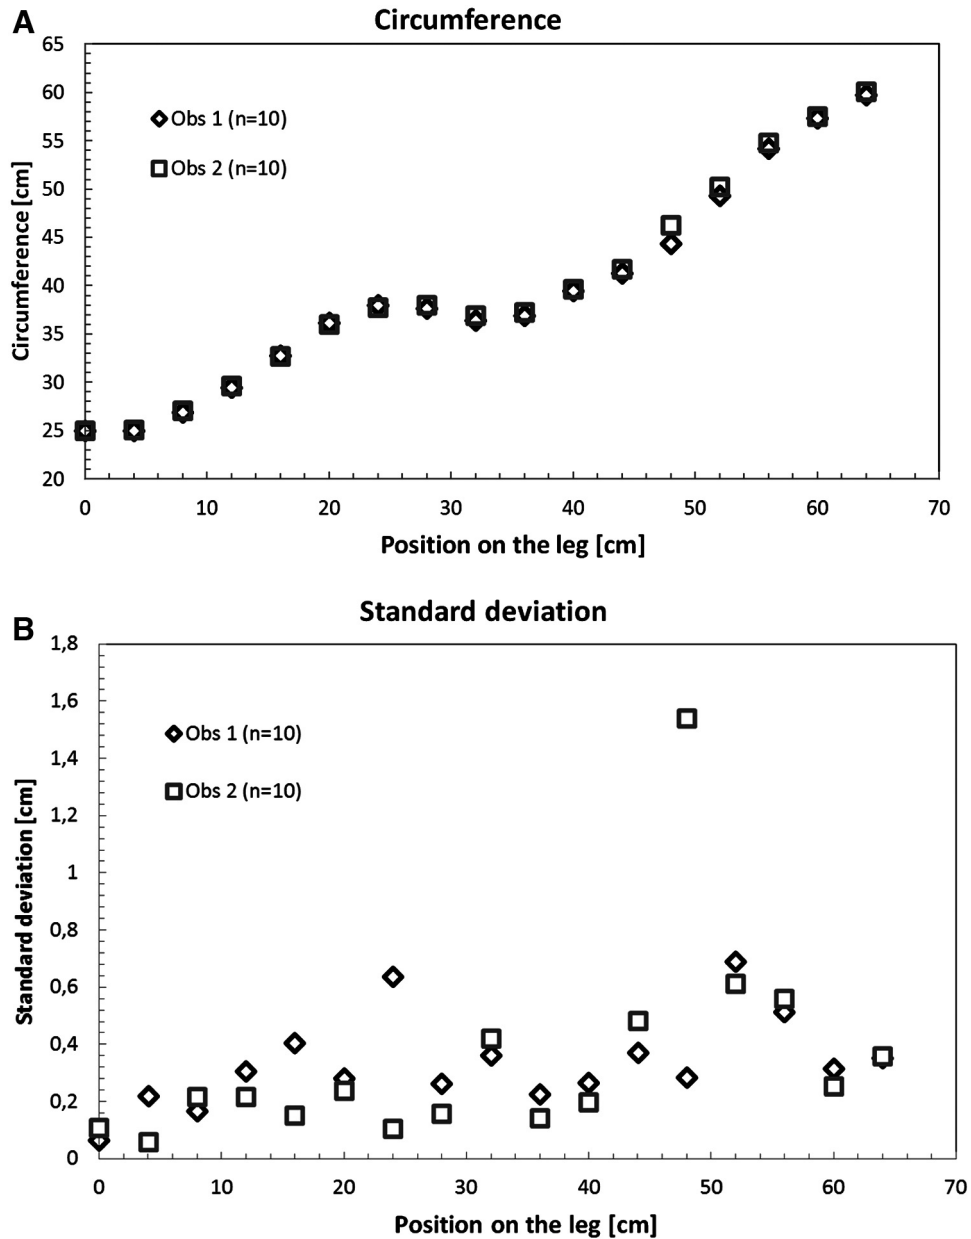 A
Circumference
65
60
55
50
45
40
35
30
25
20
Circumference [cm]
Obs 1 (n=10)
Obs 2 (n=10)
0 10 20 30 40 50 60 70
Position on the leg [cm]
B
Standard deviation
1,8
1,6
1,4
1,2
1
0,8
0,6
0,4
0,2
0
Standard deviation [cm]
Obs 1 (n=10)
Obs 2 (n=10)
0 10 20 30 40 50 60 70
Position on the leg [cm]